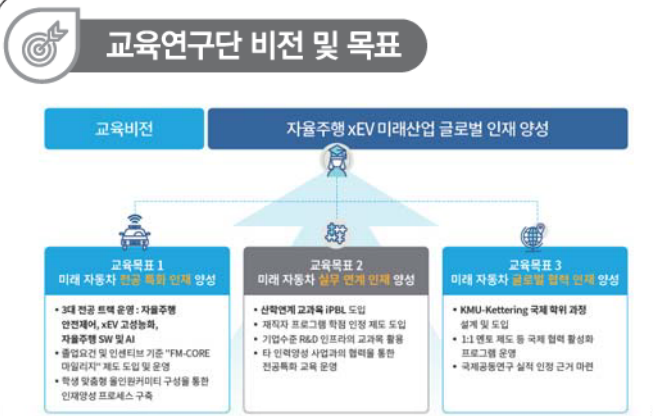 교육연구단 비전 및 목표
교육비전
자율주행 xEV 미래산업 글로벌 인재 양성
교육목표 1
미래 자동차 전공 특화 인재 양성
• 3대 전공 트랙 운영 : 자율주행
안전제어, xEV 고성능화,
자율주행 SW 및 AI
• 졸업요건 및 인센티브 기준 "FM-CORE
마일리지" 제도 도입 및 운영
• 학생 맞춤형 올인원커미티 구성을 통한
인재양성 프로세스 구축
교육목표 2
미래 자동차 실무 연계 인재 양성
• 산학연계 교과목 iPBL 도입
• 재직자 프로그램 학점 인정 제도 도입
• 기업수준 R&D 인프라의 교과목 활용
• 타 인력양성 사업과의 협력을 통한
전공특화 교육 운영
교육목표 3
미래 자동차 글로벌 협력 인재 양성
• KMU-Kettering 국제 학위 과정
설계 및 도입
• 1:1 멘토 제도 등 국제 협력 활성화
프로그램 운영
• 국제공동연구 실적 인정 근거 마련